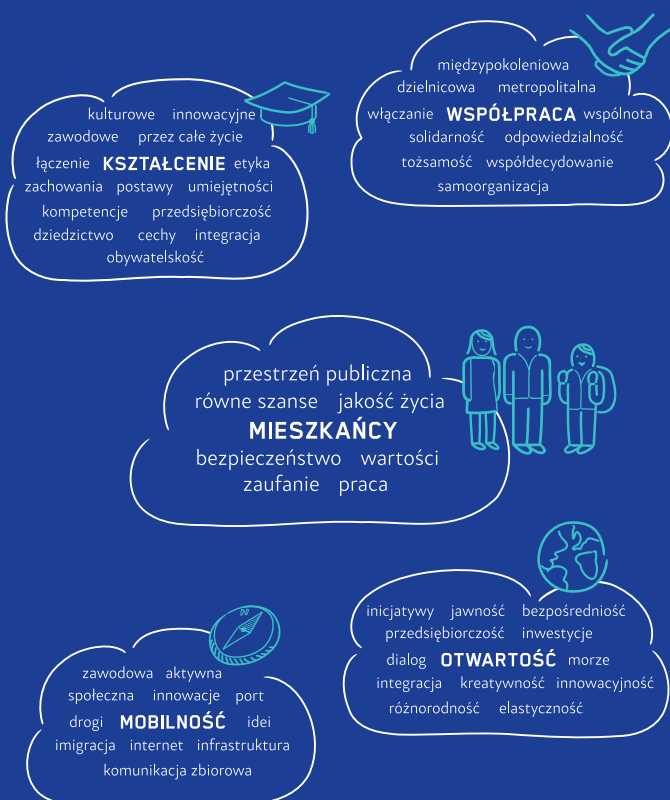 międzypokoleniowa
dzielnicowa metropolitalna
włączanie WSPÓŁPRACA wspólnota
solidarność odpowiedzialność
tożsamość współdecydowanie
samoorganizacja
kulturowe innowacyjne
zawodowe przez całe życie
łączenie KSZTAŁCENIE etyka
zachowania postawy umiejętności
kompetencje przedsiębiorczość
dziedzictwo cechy integracja
obywatelskość
przestrzeń publiczna
równe szanse jakość życia
MIESZKAŃCY
bezpieczeństwo wartości
zaufanie praca
inicjatywy jawność bezpośredniość
przedsiębiorczość inwestycje
dialog OTWARTOŚĆ morze
integracja kreatywność innowacyjność
różnorodność elastyczność
N
zawodowa aktywna
społeczna innowacje port
drogi MOBILNOŚĆ idei
imigracja internet infrastruktura
komunikacja zbiorowa